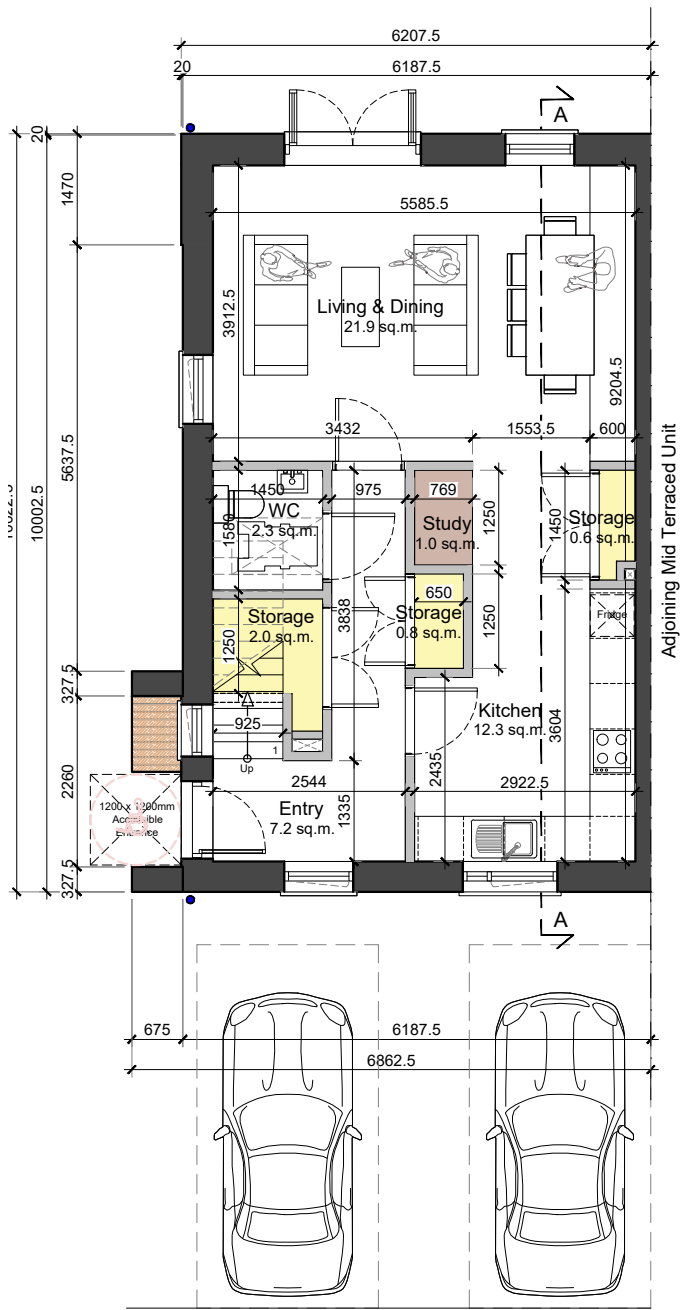 6207.5
20
6187.5
A
20
1470
5585.5
3912.5
Living & Dining
21.9 sq.m.
9204.5
3432
1553.5
600
5637.5
10002.5
Adjoining Mid Terraced Unit
1450
975
769
WC
2.3 sq.m.
1580
Study
1.0 sq.m.
1250
1450
Storage
0.6 sq.m.
Storage
2.0 sq.m.
1250
3838
650
Storage
0.8 sq.m.
1250
Fridge
327.5
925
1
Up
Kitchen
12.3 sq.m.
3604
2435
2544
2922.5
2260
1200 x 1200mm
Accessible
Entrance
Entry
7.2 sq.m.
1335
327.5
A
675
6187.5
6862.5